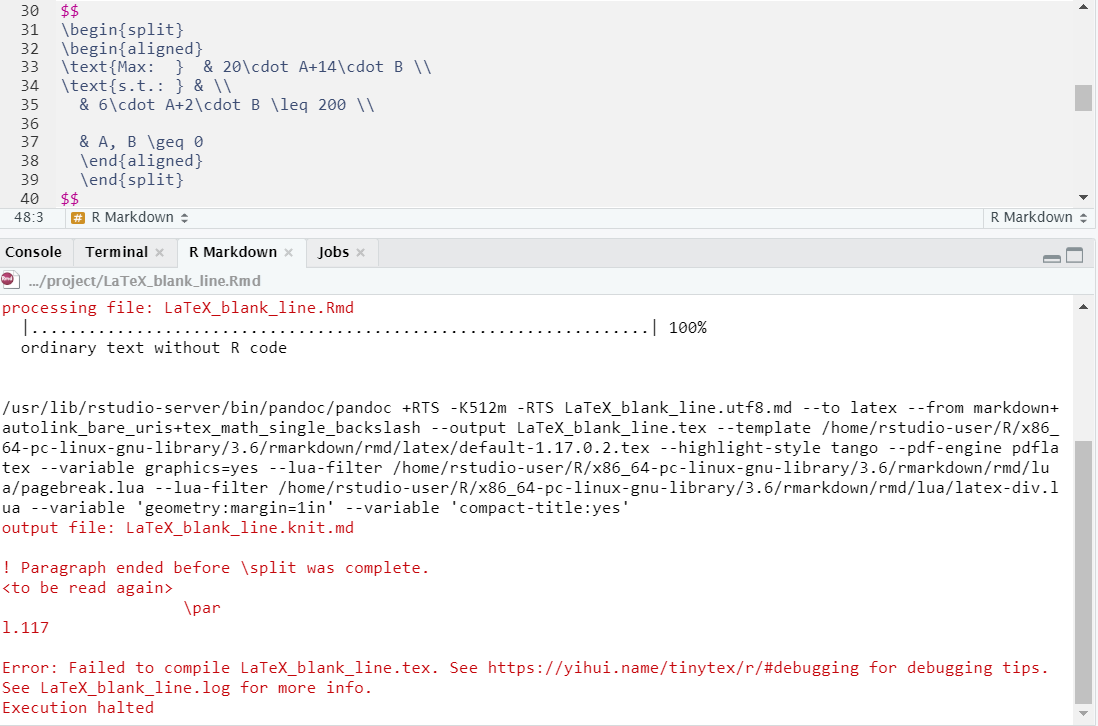 30 $$
31 \begin{split}
32 \begin{aligned}
33 \text{Max:  }  & 20\cdot A+14\cdot B \\
34 \text{s.t.: } & \\
35   & 6\cdot A+2\cdot B \leq 200 \\
36
37   & A, B \geq 0
38   \end{aligned}
39   \end{split}
40 $$
48:3 # R Markdown R Markdown
Console Terminal × R Markdown × Jobs ×
Rmd .../project/LaTeX_blank_line.Rmd
processing file: LaTeX_blank_line.Rmd
  |.................................................................| 100%
  ordinary text without R code
/usr/lib/rstudio-server/bin/pandoc/pandoc +RTS -K512m -RTS LaTeX_blank_line.utf8.md --to latex --from markdown+
autolink_bare_uris+tex_math_single_backslash --output LaTeX_blank_line.tex --template /home/rstudio-user/R/x86_
64-pc-linux-gnu-library/3.6/rmarkdown/rmd/latex/default-1.17.0.2.tex --highlight-style tango --pdf-engine pdfla
tex --variable graphics=yes --lua-filter /home/rstudio-user/R/x86_64-pc-linux-gnu-library/3.6/rmarkdown/rmd/lu
a/pagebreak.lua --lua-filter /home/rstudio-user/R/x86_64-pc-linux-gnu-library/3.6/rmarkdown/rmd/lua/latex-div.l
ua --variable 'geometry:margin=1in' --variable 'compact-title:yes'
output file: LaTeX_blank_line.knit.md
! Paragraph ended before \split was complete.
<to be read again>
                   \par
l.117
Error: Failed to compile LaTeX_blank_line.tex. See https://yihui.name/tinytex/r/#debugging for debugging tips.
See LaTeX_blank_line.log for more info.
Execution halted